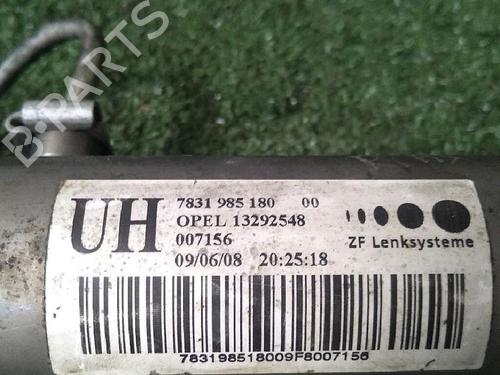 UH
7831 985 180 00
OPEL 13292548
007156
09/06/08 20:25:18
ZF Lenksysteme
783198518009F8007156
B-PARTS